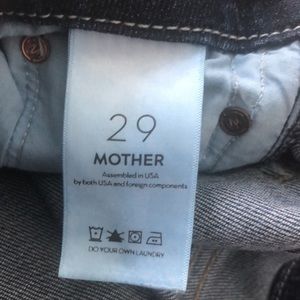 29
MOTHER
Assembled in USA
by both USA and foreign components
DO YOUR OWN LAUNDRY